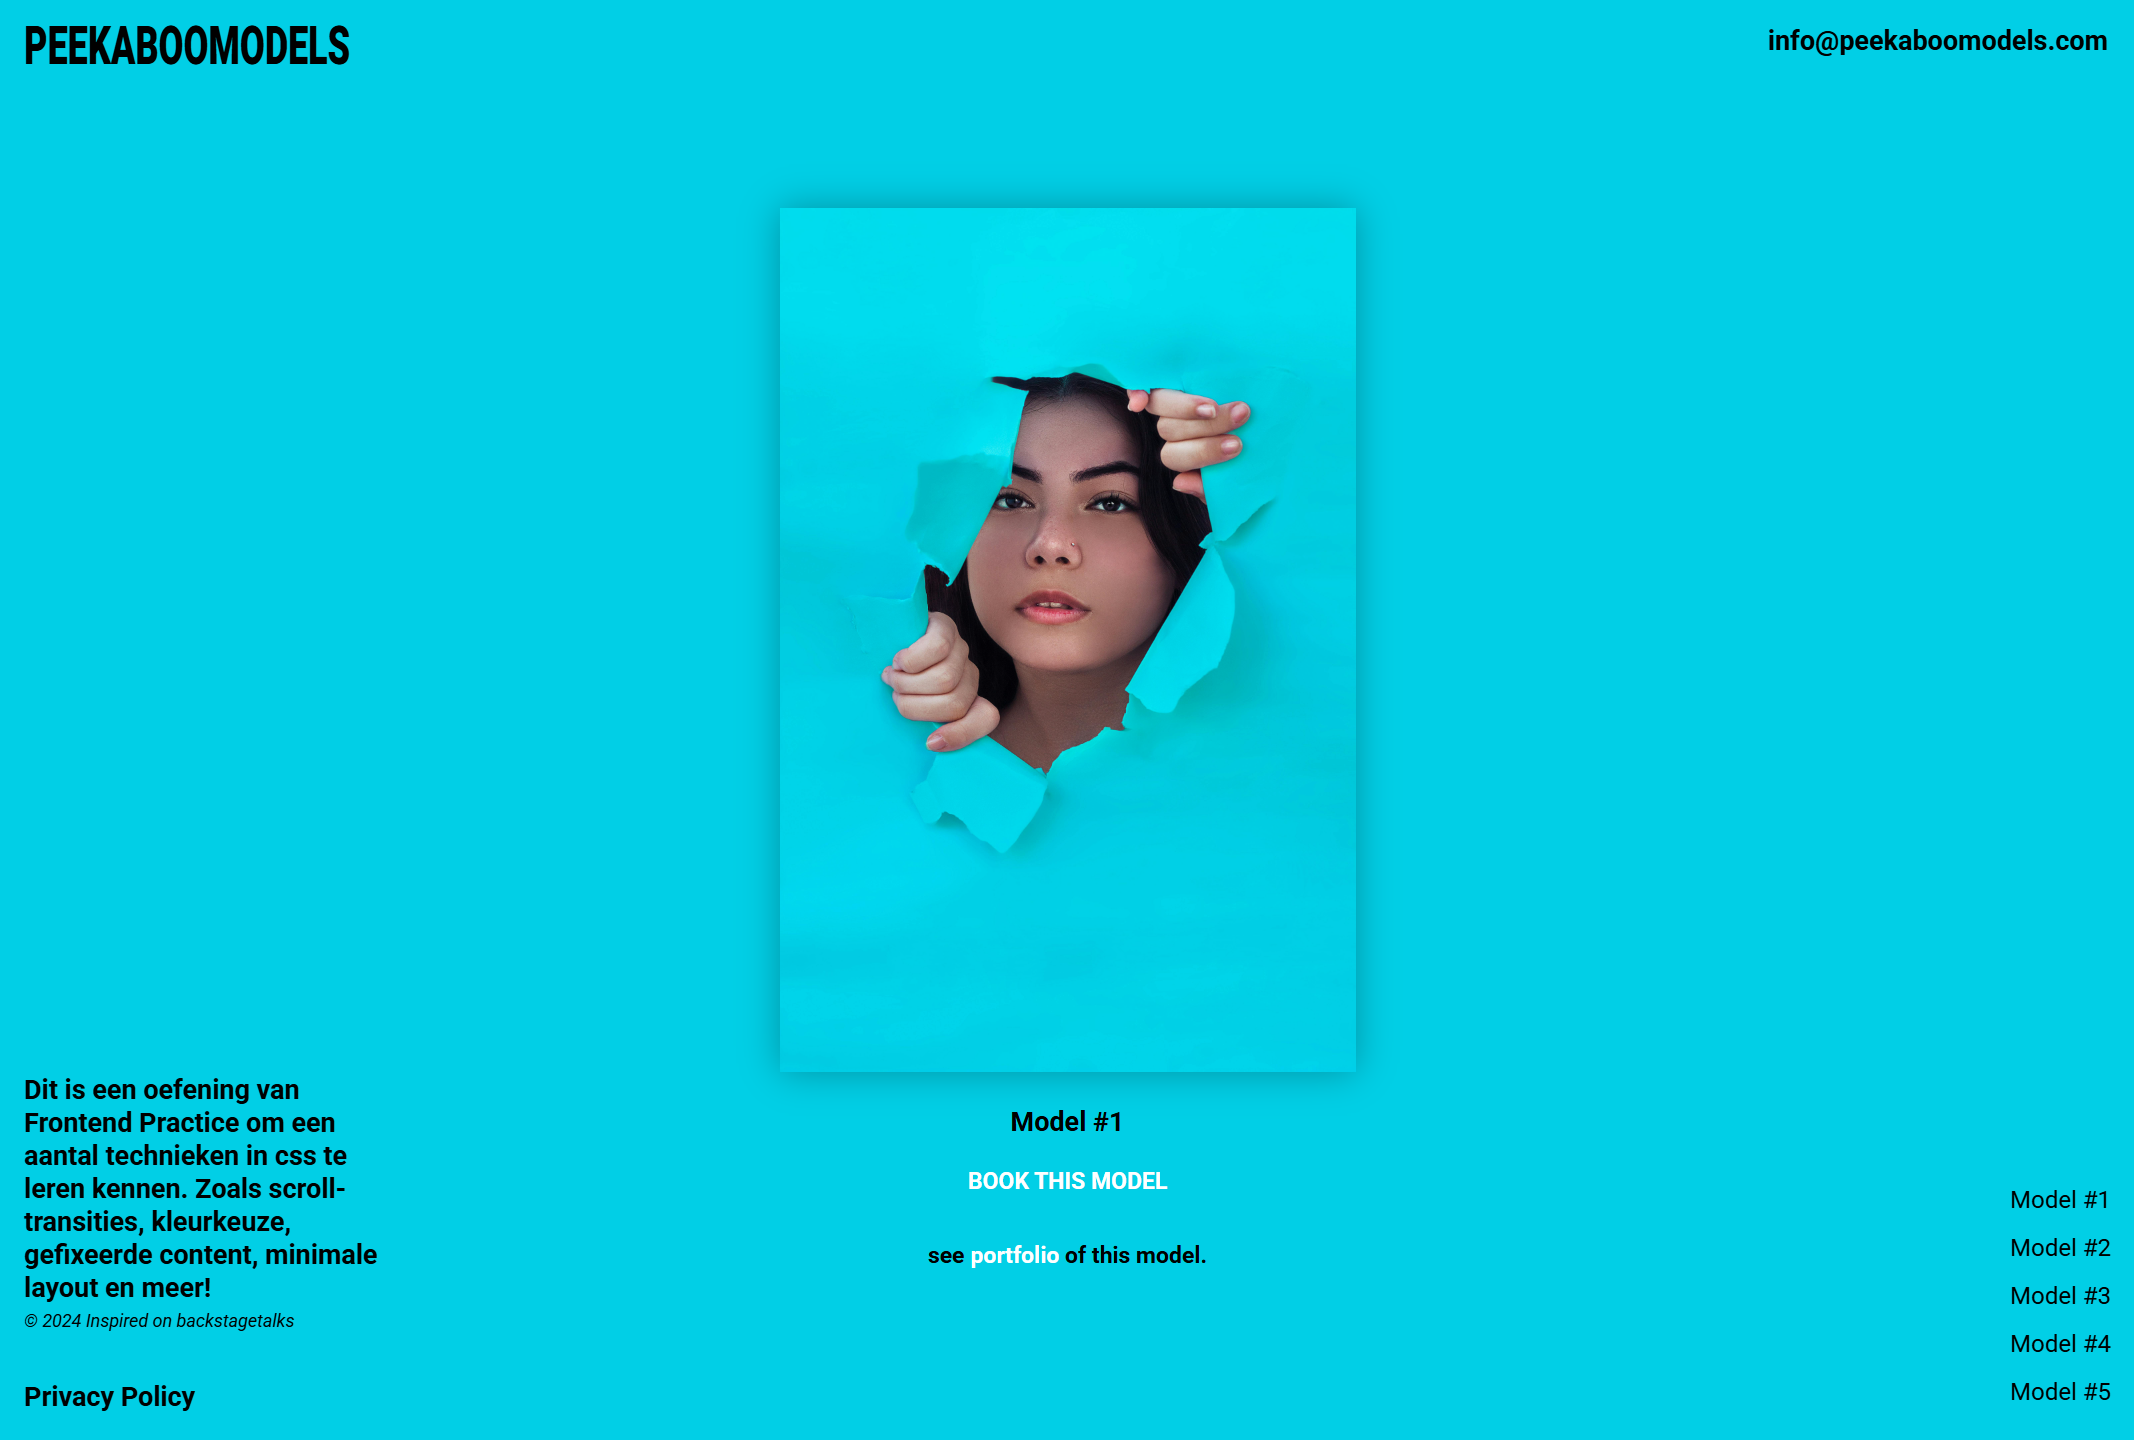 PEEKABOOMODELS
info@peekaboomodels.com
Model #1
BOOK THIS MODEL
see portfolio of this model.
Dit is een oefening van
Frontend Practice om een
aantal technieken in css te
leren kennen. Zoals scroll-
transities, kleurkeuze,
gefixeerde content, minimale
layout en meer!
© 2024 Inspired on backstagetalks
Privacy Policy
Model #1
Model #2
Model #3
Model #4
Model #5